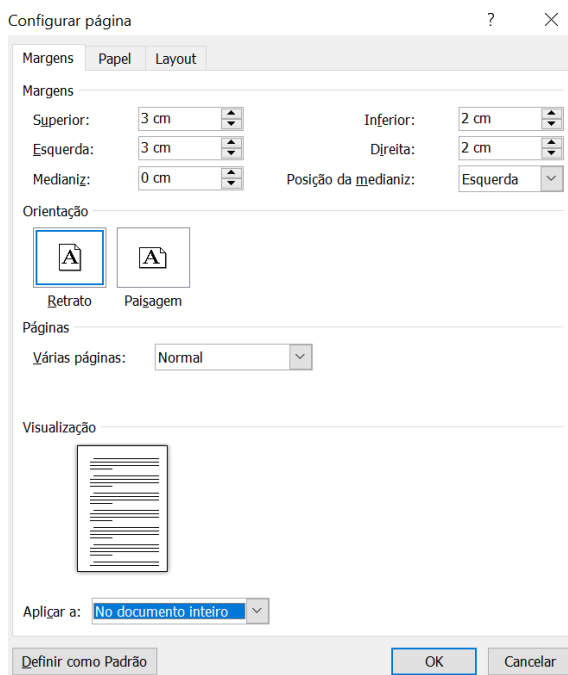 Configurar página ?
Margens Papel Layout
Margens
Superior: 3 cm Inferior: 2 cm
Esquerda: 3 cm Direita: 2 cm
Medianiz: 0 cm Posição da medianiz: Esquerda
Orientação
A A
Retrato Paisagem
Páginas
Várias páginas: Normal
Visualização
Aplicar a: No documento inteiro
Definir como Padrão OK Cancelar